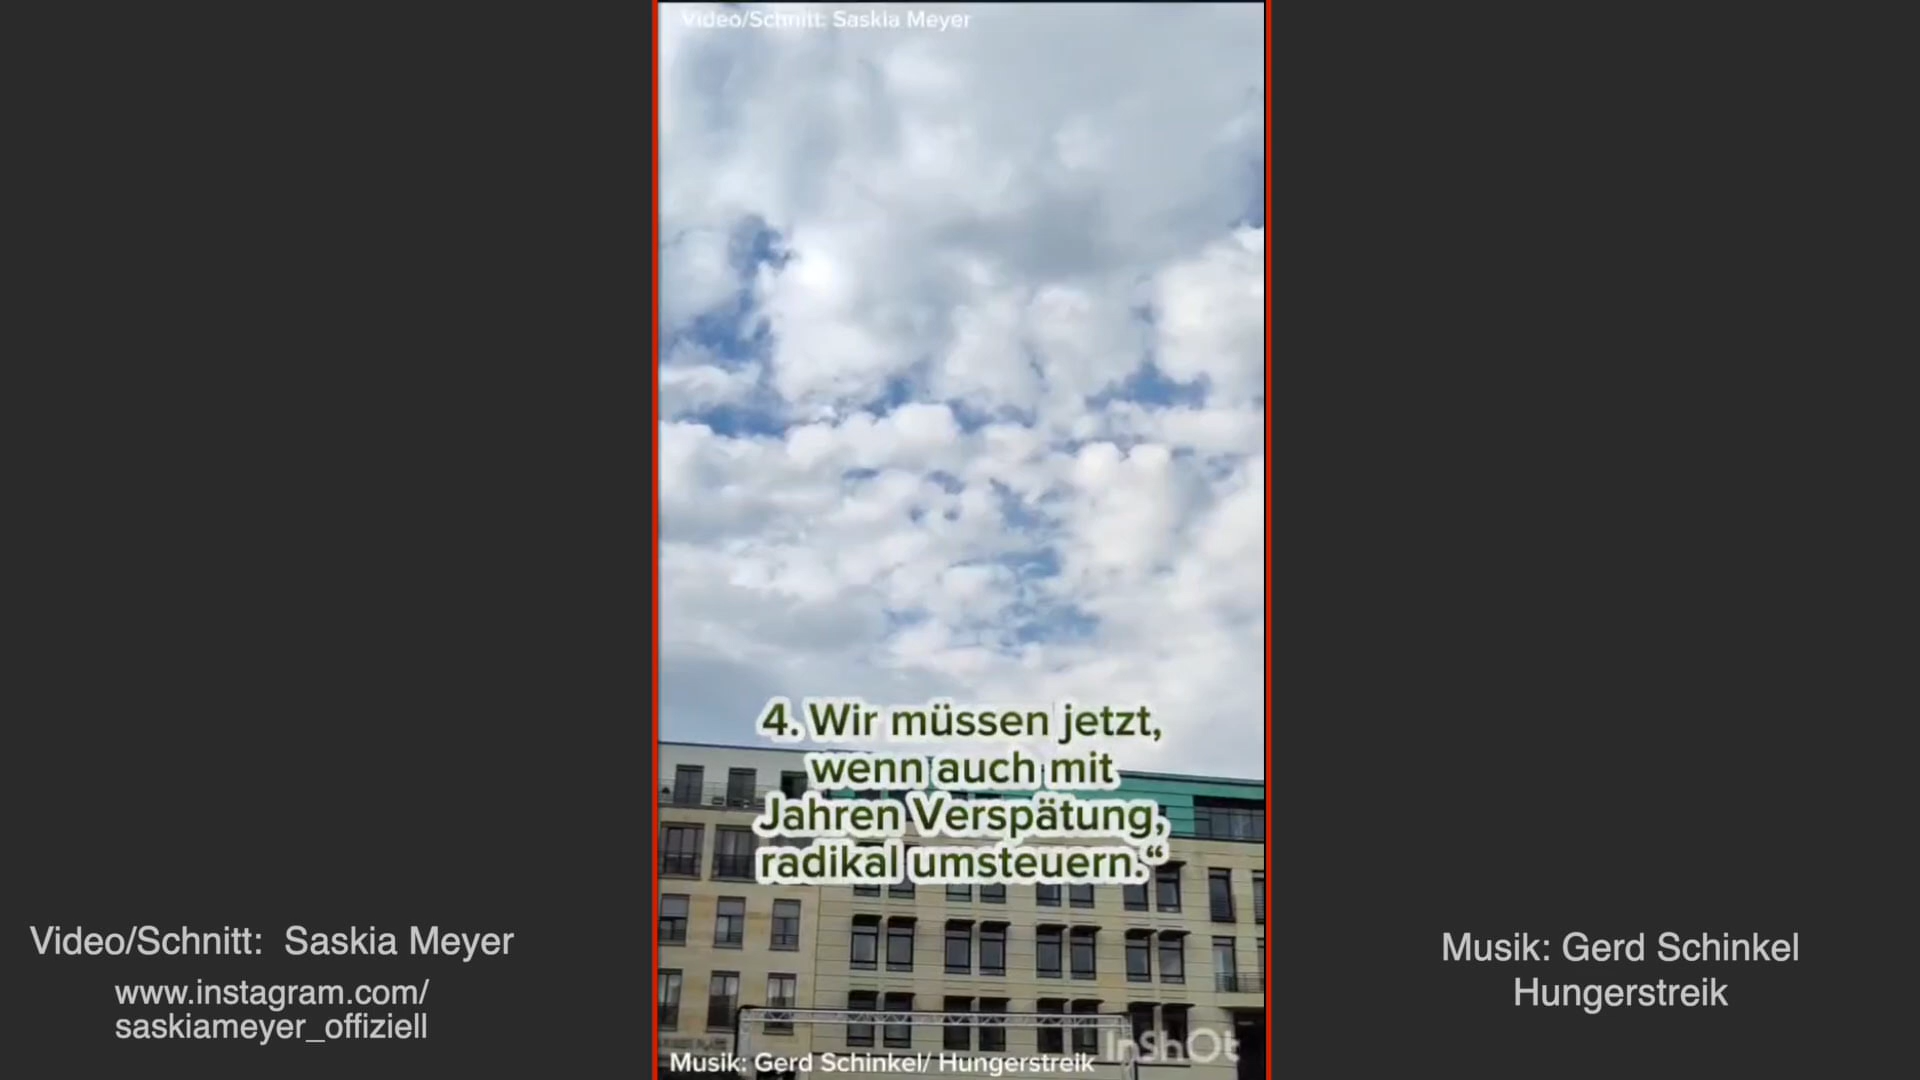 Video/Schnitt: Saskia Meyer
4. Wir müssen jetzt,
wenn auch mit
Jahren Verspätung,
radikal umsteuern.“
Musik: Gerd Schinkel/ Hungerstreik
InShOt
Video/Schnitt: Saskia Meyer
www.instagram.com/
saskiameyer_offiziell
Musik: Gerd Schinkel
Hungerstreik